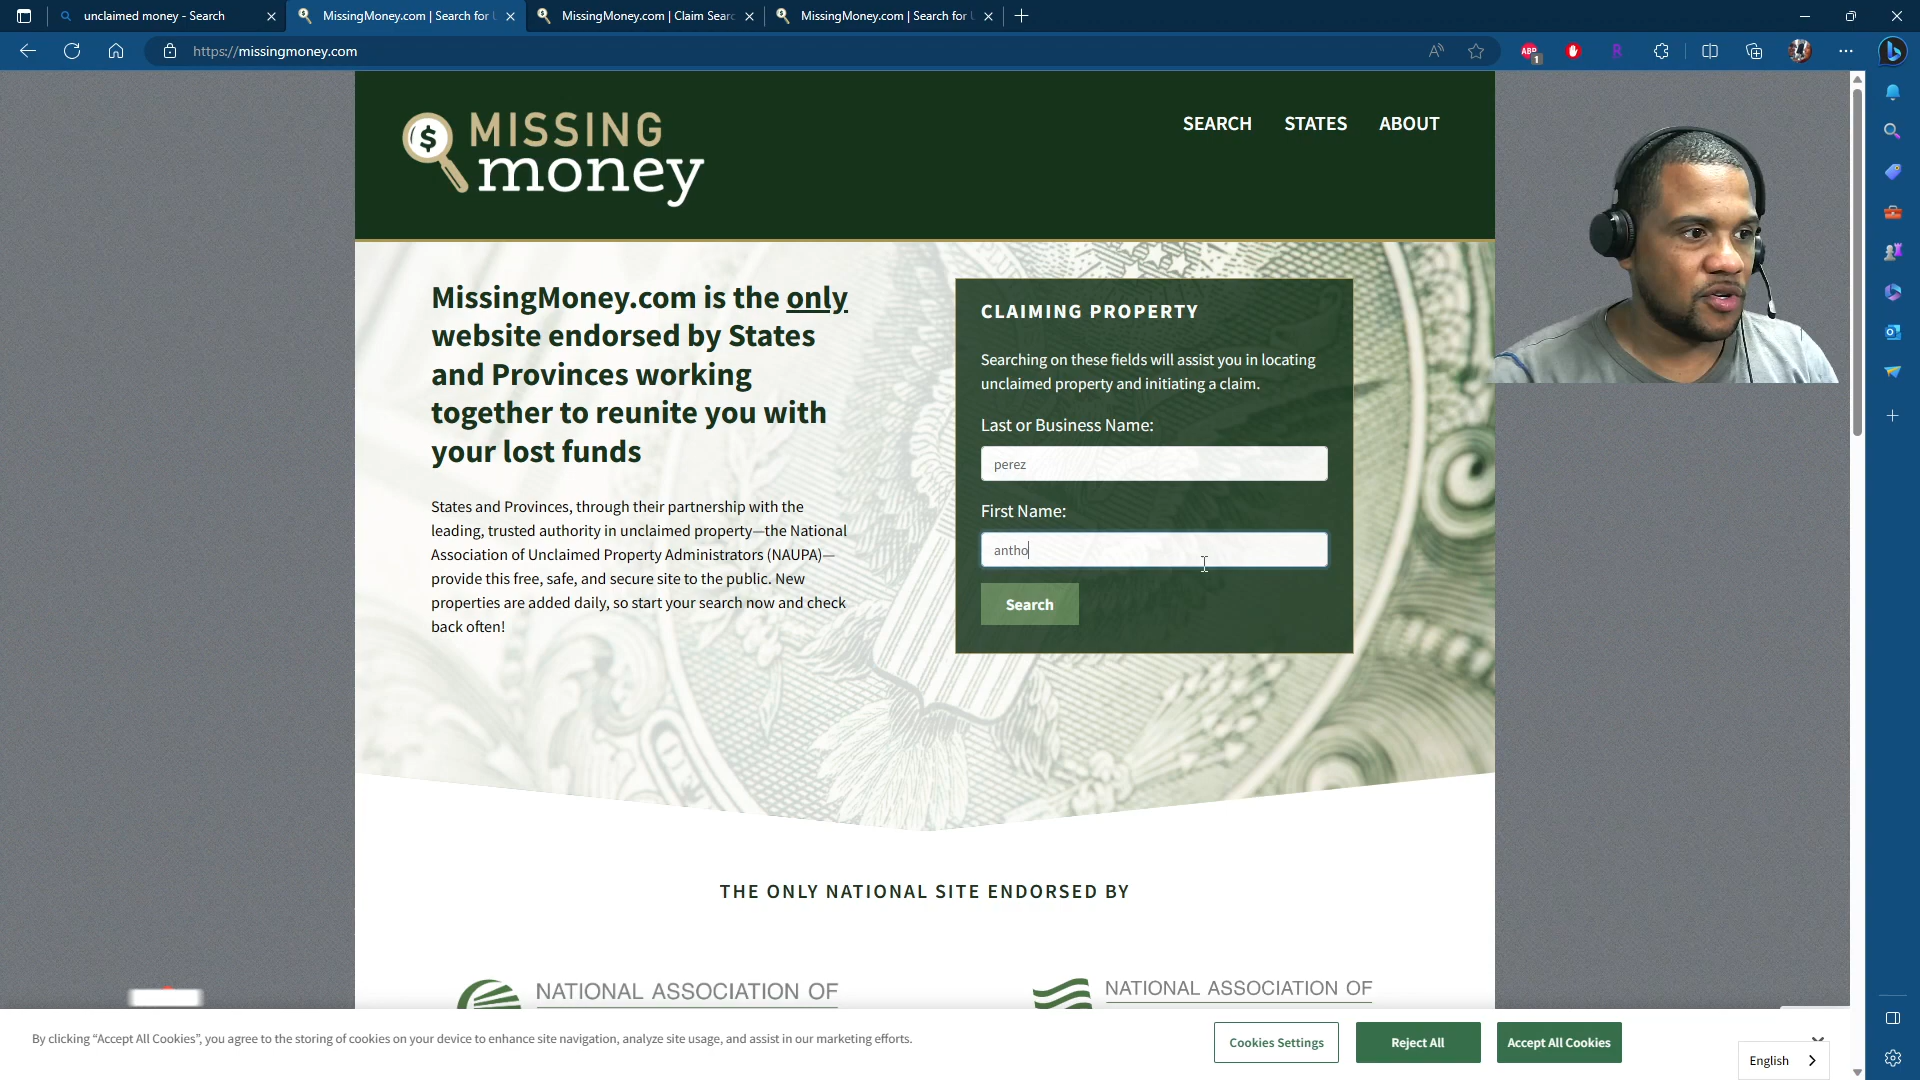 unclaimed money - Search
MissingMoney.com | Search for
MissingMoney.com | Claim Searc
MissingMoney.com | Search for
https://missingmoney.com
ABP
1
MISSING
money
SEARCH STATES ABOUT
MissingMoney.com is the only
website endorsed by States
and Provinces working
together to reunite you with
your lost funds
States and Provinces, through their partnership with the
leading, trusted authority in unclaimed property—the National
Association of Unclaimed Property Administrators (NAUPA)—
provide this free, safe, and secure site to the public. New
properties are added daily, so start your search now and check
back often!
CLAIMING PROPERTY
Searching on these fields will assist you in locating
unclaimed property and initiating a claim.
Last or Business Name:
perez
First Name:
antho
Search
THE ONLY NATIONAL SITE ENDORSED BY
NATIONAL ASSOCIATION OF
NATIONAL ASSOCIATION OF
By clicking “Accept All Cookies”, you agree to the storing of cookies on your device to enhance site navigation, analyze site usage, and assist in our marketing efforts.
Cookies Settings
Reject All
Accept All Cookies
English